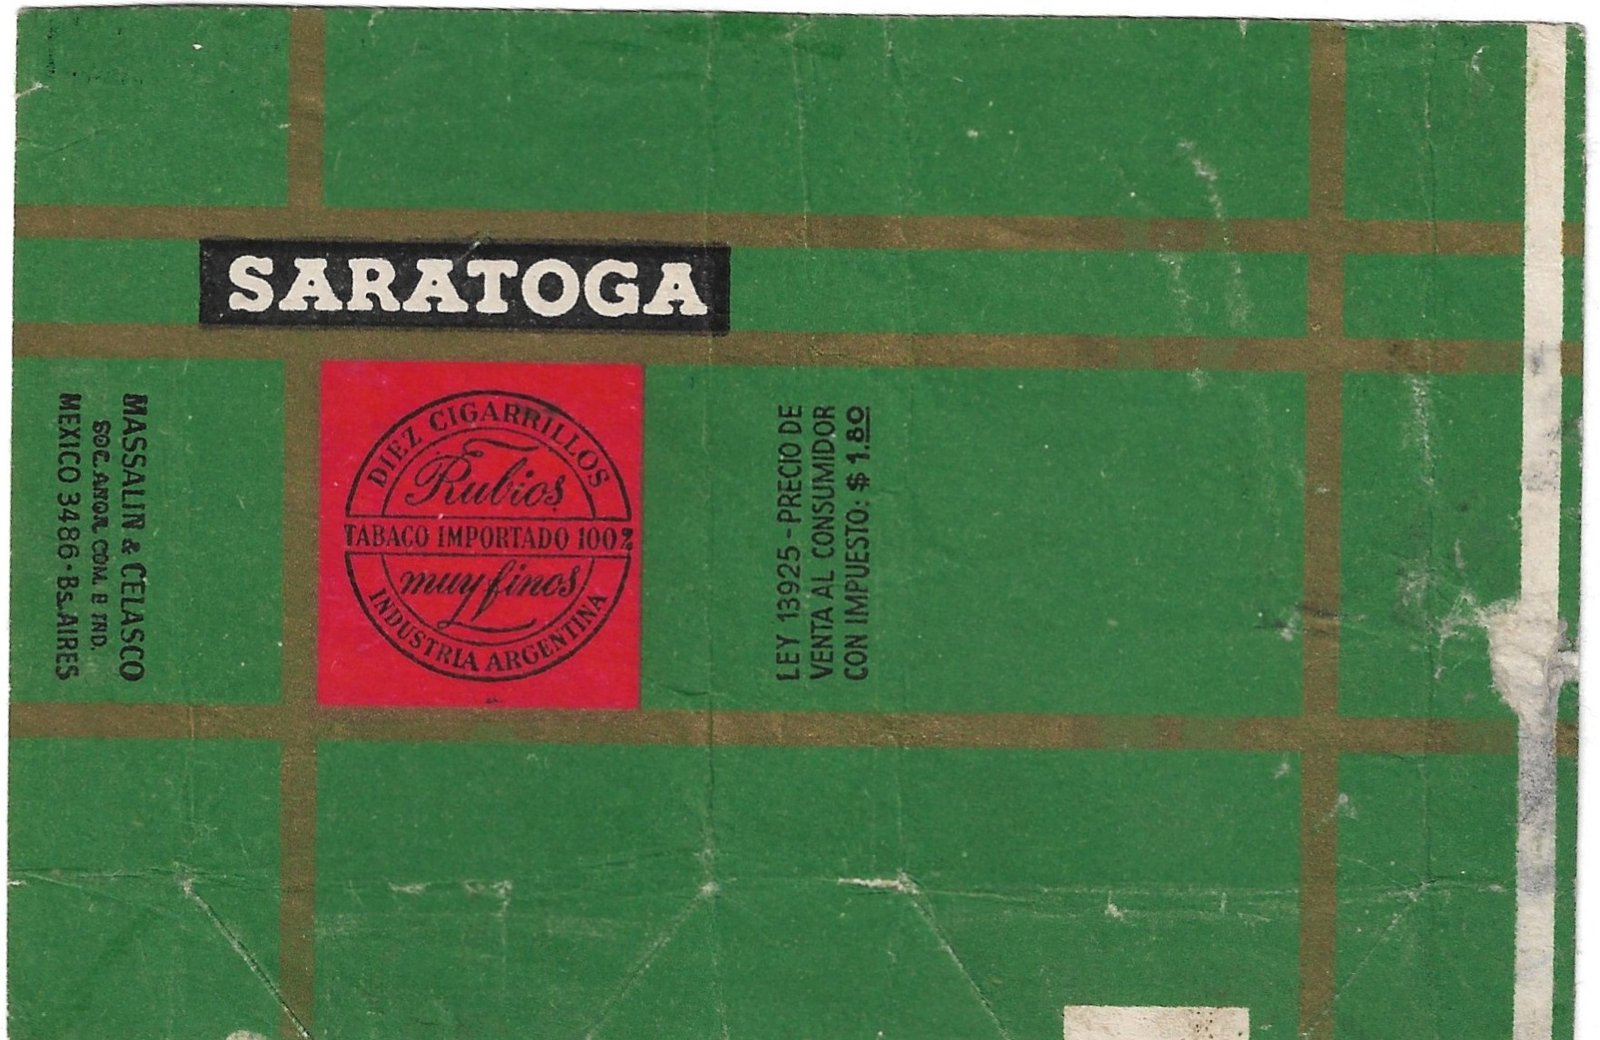 SARATOGA
MASSALIN & CELASCO
SOC. ANON. COM. E IND.
MEXICO 3486 - Bs. AIRES
DIEZ CIGARRILLOS
Rubios
TABACO IMPORTADO 100%
muy finos
INDUSTRIA ARGENTINA
LEY 13925 - PRECIO DE
VENTA AL CONSUMIDOR
CON IMPUESTO: $ 1.80